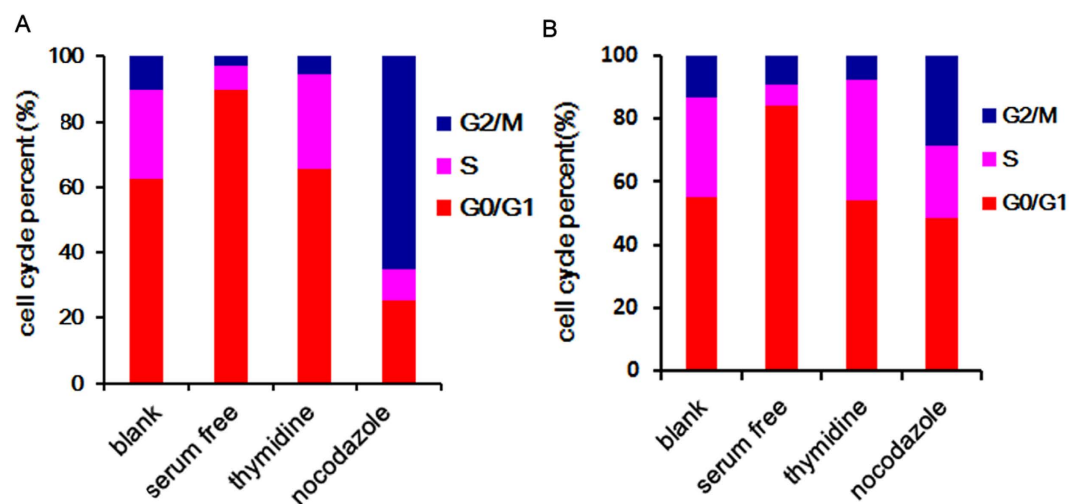 A
cell cycle percent (%)
100
80
60
40
20
0
blank
serum free
thymidine
nocodazole
G2/M
S
G0/G1
B
cell cycle percent(%)
100
80
60
40
20
0
blank
serum free
thymidine
nocodazole
G2/M
S
G0/G1